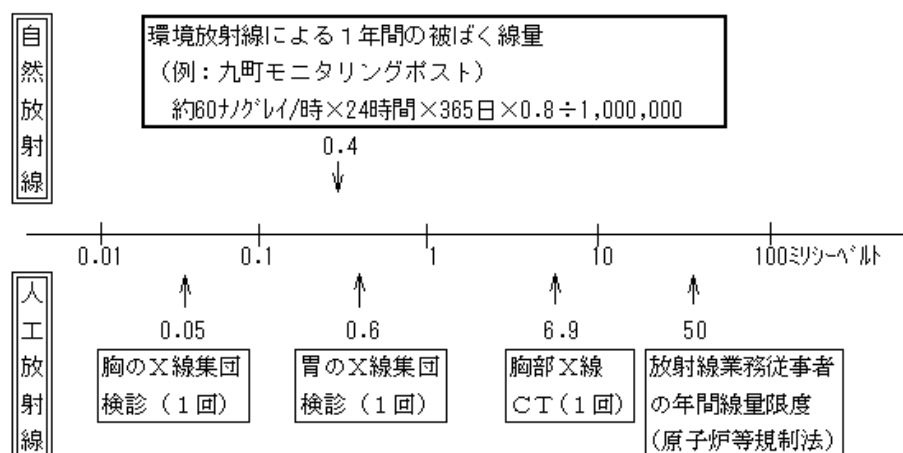 自然放射線
環境放射線による1年間の被ばく線量
（例：九町モニタリングポスト）
約60ﾅﾉｸﾞﾚｲ/時×24時間×365日×0.8÷1,000,000
0.4
0.01 0.1 1 10 100ﾐﾘｼｰﾍﾞﾙﾄ
人工放射線
0.05 0.6 6.9 50
胸のX線集団
検診（1回）
胃のX線集団
検診（1回）
胸部X線
CT(1回)
放射線業務従事者
の年間線量限度
(原子炉等規制法)